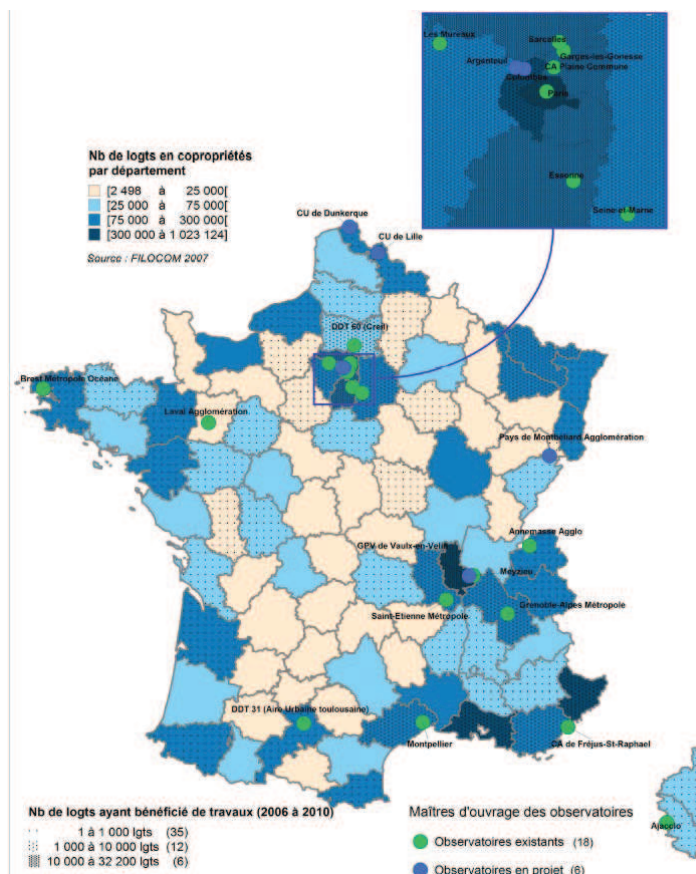 Les Mureaux
Sarcelles
Garges-les-Gonesse
Argenteuil
CA Plaine Commune
Colombes
Paris
Essonne
Seine-et-Marne
Nb de logts en copropriétés
par département
[2 498 à 25 000[
[25 000 à 75 000[
[75 000 à 300 000[
[300 000 à 1 023 124]
Source : FILOCOM 2007
CU de Dunkerque
CU de Lille
DDT 60 (Creil)
Brest Métropole Océane
Laval Agglomération
Pays de Montbéliard Agglomération
Annemasse Agglo
GPV de Vaulx-en-Velin
Meyzieu
Grenoble-Alpes Métropole
Saint-Etienne Métropole
DDT 31 (Aire Urbaine toulousaine)
Montpellier
CA de Fréjus-St-Raphael
Ajaccio
Nb de logts ayant bénéficié de travaux (2006 à 2010)
1 à 1 000 lgts (35)
1 000 à 10 000 lgts (12)
10 000 à 32 200 lgts (6)
Maîtres d'ouvrage des observatoires
Observatoires existants (18)
Observatoires en projet (6)